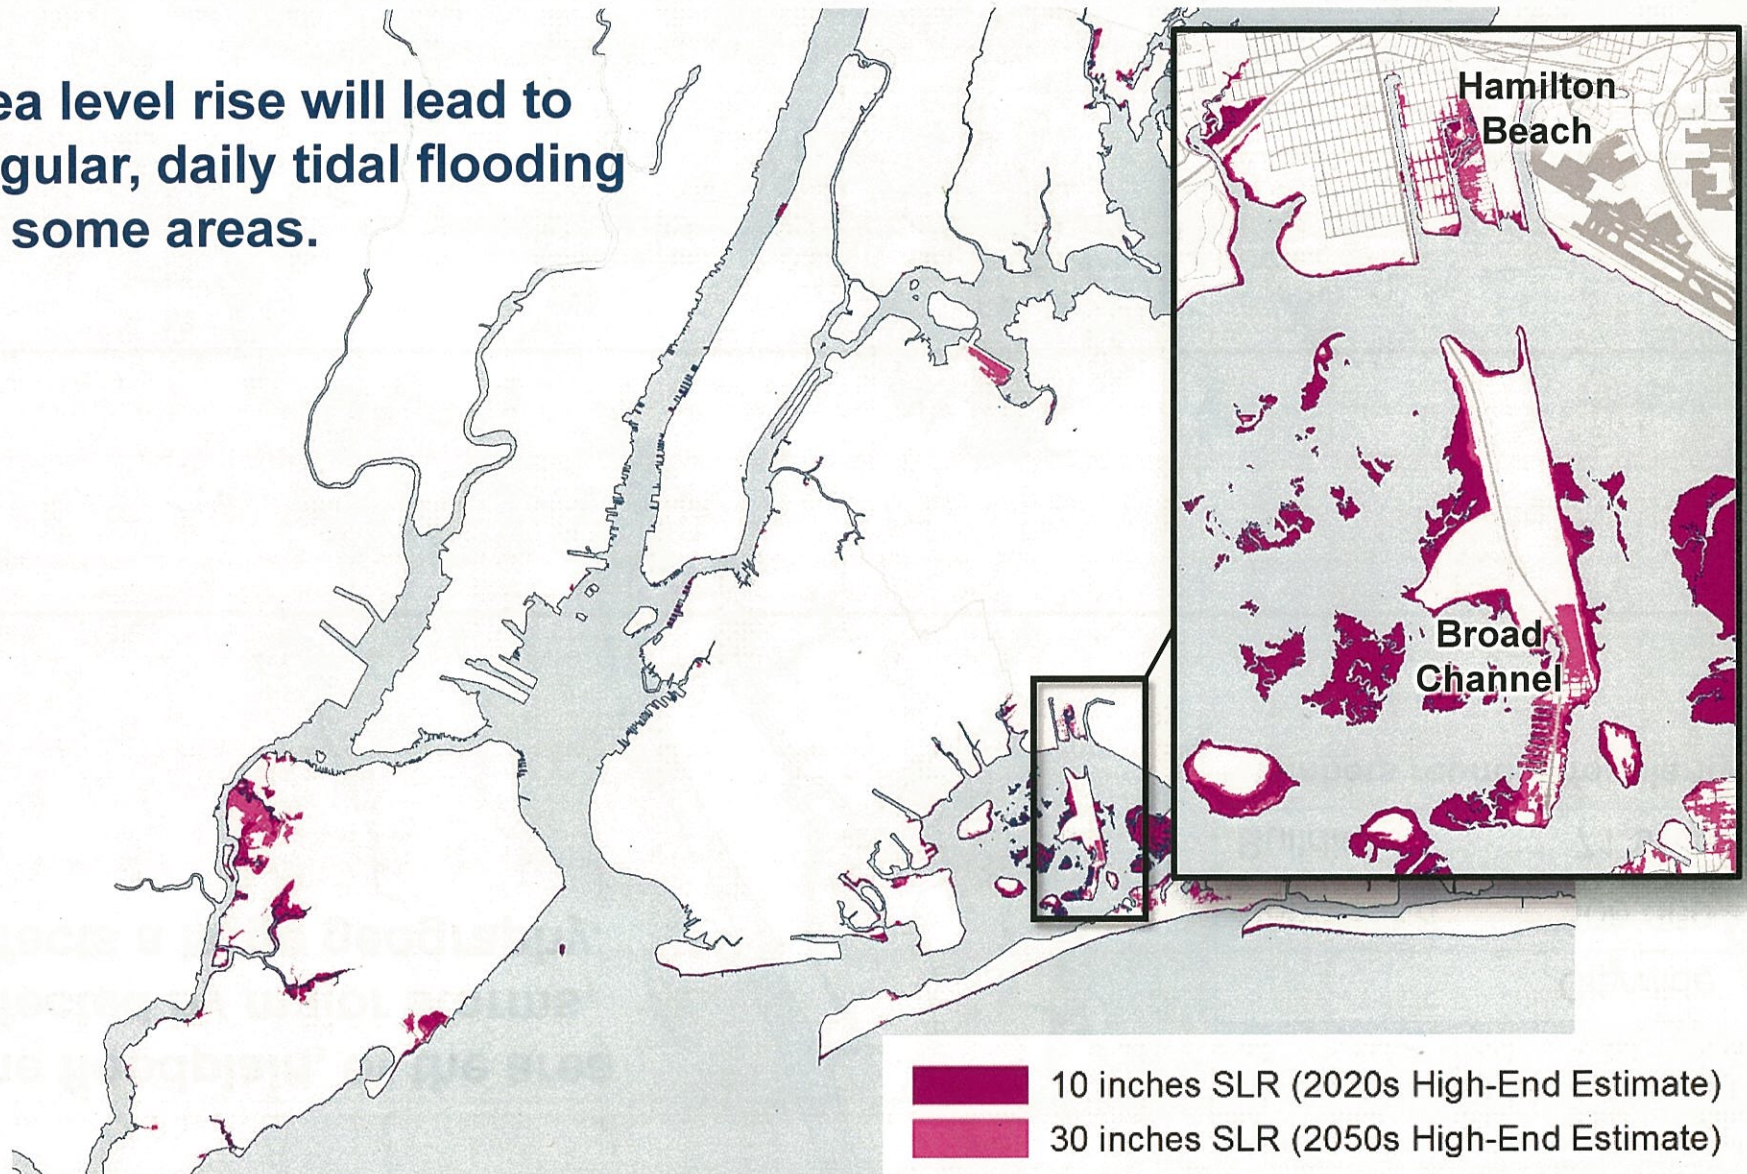 ea level rise will lead to
gular, daily tidal flooding
some areas.
Hamilton
Beach
Broad
Channel
10 inches SLR (2020s High-End Estimate)
30 inches SLR (2050s High-End Estimate)